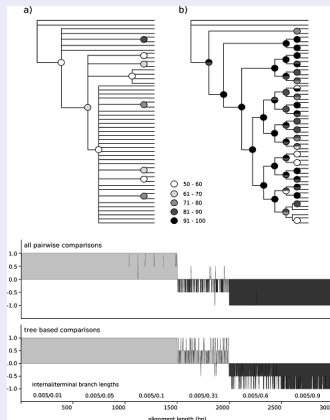 a)
b)
50 - 60
61 - 70
71 - 80
81 - 90
91 - 100
all pairwise comparisons
1.0
0.5
0.0
-0.5
-1.0
tree based comparisons
1.0
0.5
0.0
-0.5
-1.0
internal/terminal branch lengths
0.005/0.01 0.005/0.05 0.005/0.1 0.005/0.31 0.005/0.6 0.005/0.9
500 1000 1500 2000 2500
alignment length (bp)